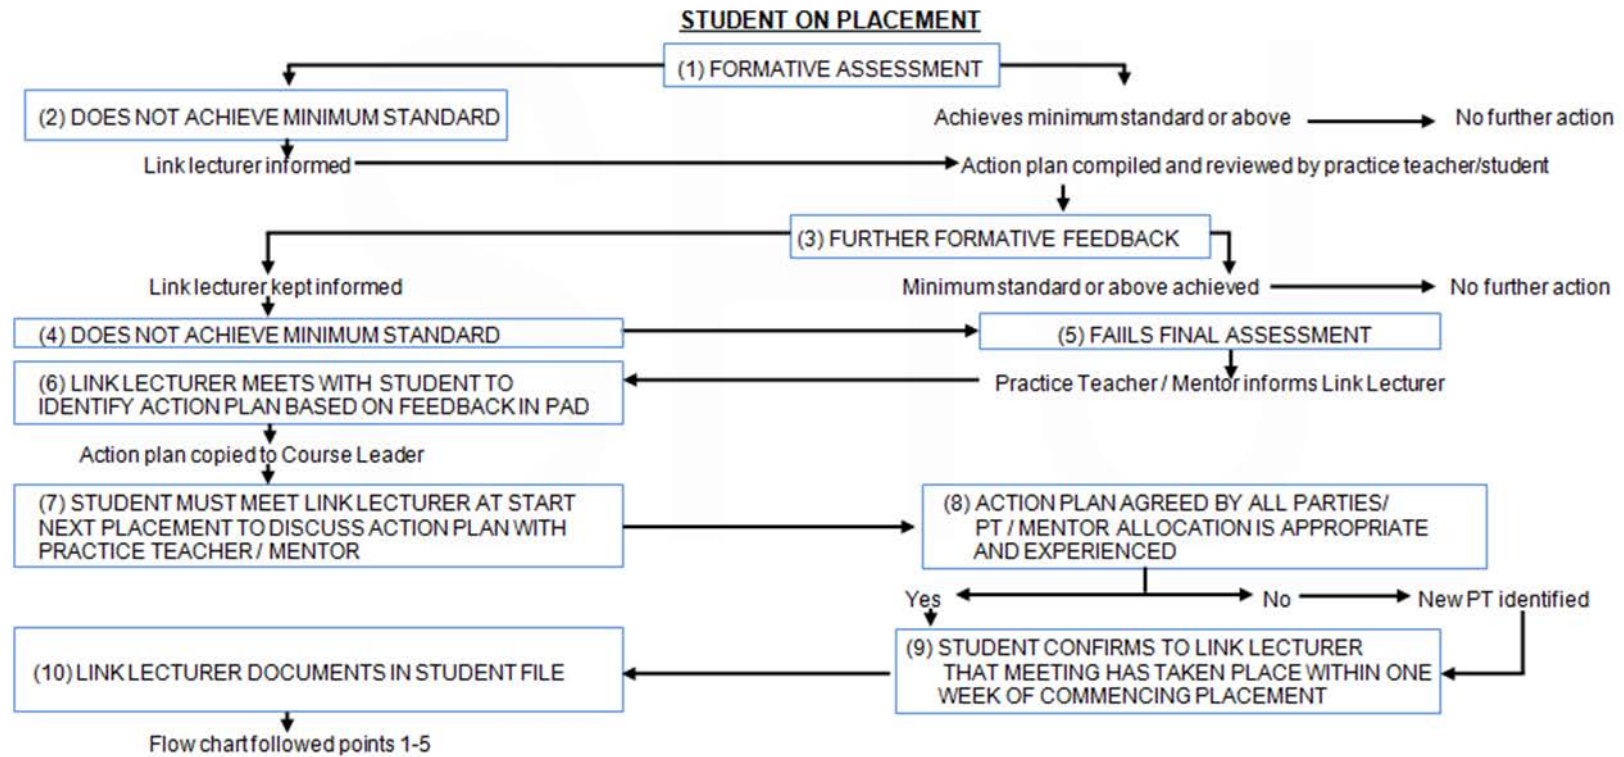 STUDENT ON PLACEMENT
(1) FORMATIVE ASSESSMENT
(2) DOES NOT ACHIEVE MINIMUM STANDARD
Achieves minimum standard or above
No further action
Link lecturer informed
Action plan compiled and reviewed by practice teacher/student
(3) FURTHER FORMATIVE FEEDBACK
Link lecturer kept informed
Minimum standard or above achieved
No further action
(4) DOES NOT ACHIEVE MINIMUM STANDARD
(5) FAIILS FINAL ASSESSMENT
Practice Teacher / Mentor informs Link Lecturer
(6) LINK LECTURER MEETS WITH STUDENT TO
IDENTIFY ACTION PLAN BASED ON FEEDBACK IN PAD
Action plan copied to Course Leader
(7) STUDENT MUST MEET LINK LECTURER AT START
NEXT PLACEMENT TO DISCUSS ACTION PLAN WITH
PRACTICE TEACHER / MENTOR
(8) ACTION PLAN AGREED BY ALL PARTIES/
PT / MENTOR ALLOCATION IS APPROPRIATE
AND EXPERIENCED
Yes
No
New PT identified
(9) STUDENT CONFIRMS TO LINK LECTURER
THAT MEETING HAS TAKEN PLACE WITHIN ONE
WEEK OF COMMENCING PLACEMENT
(10) LINK LECTURER DOCUMENTS IN STUDENT FILE
Flow chart followed points 1-5